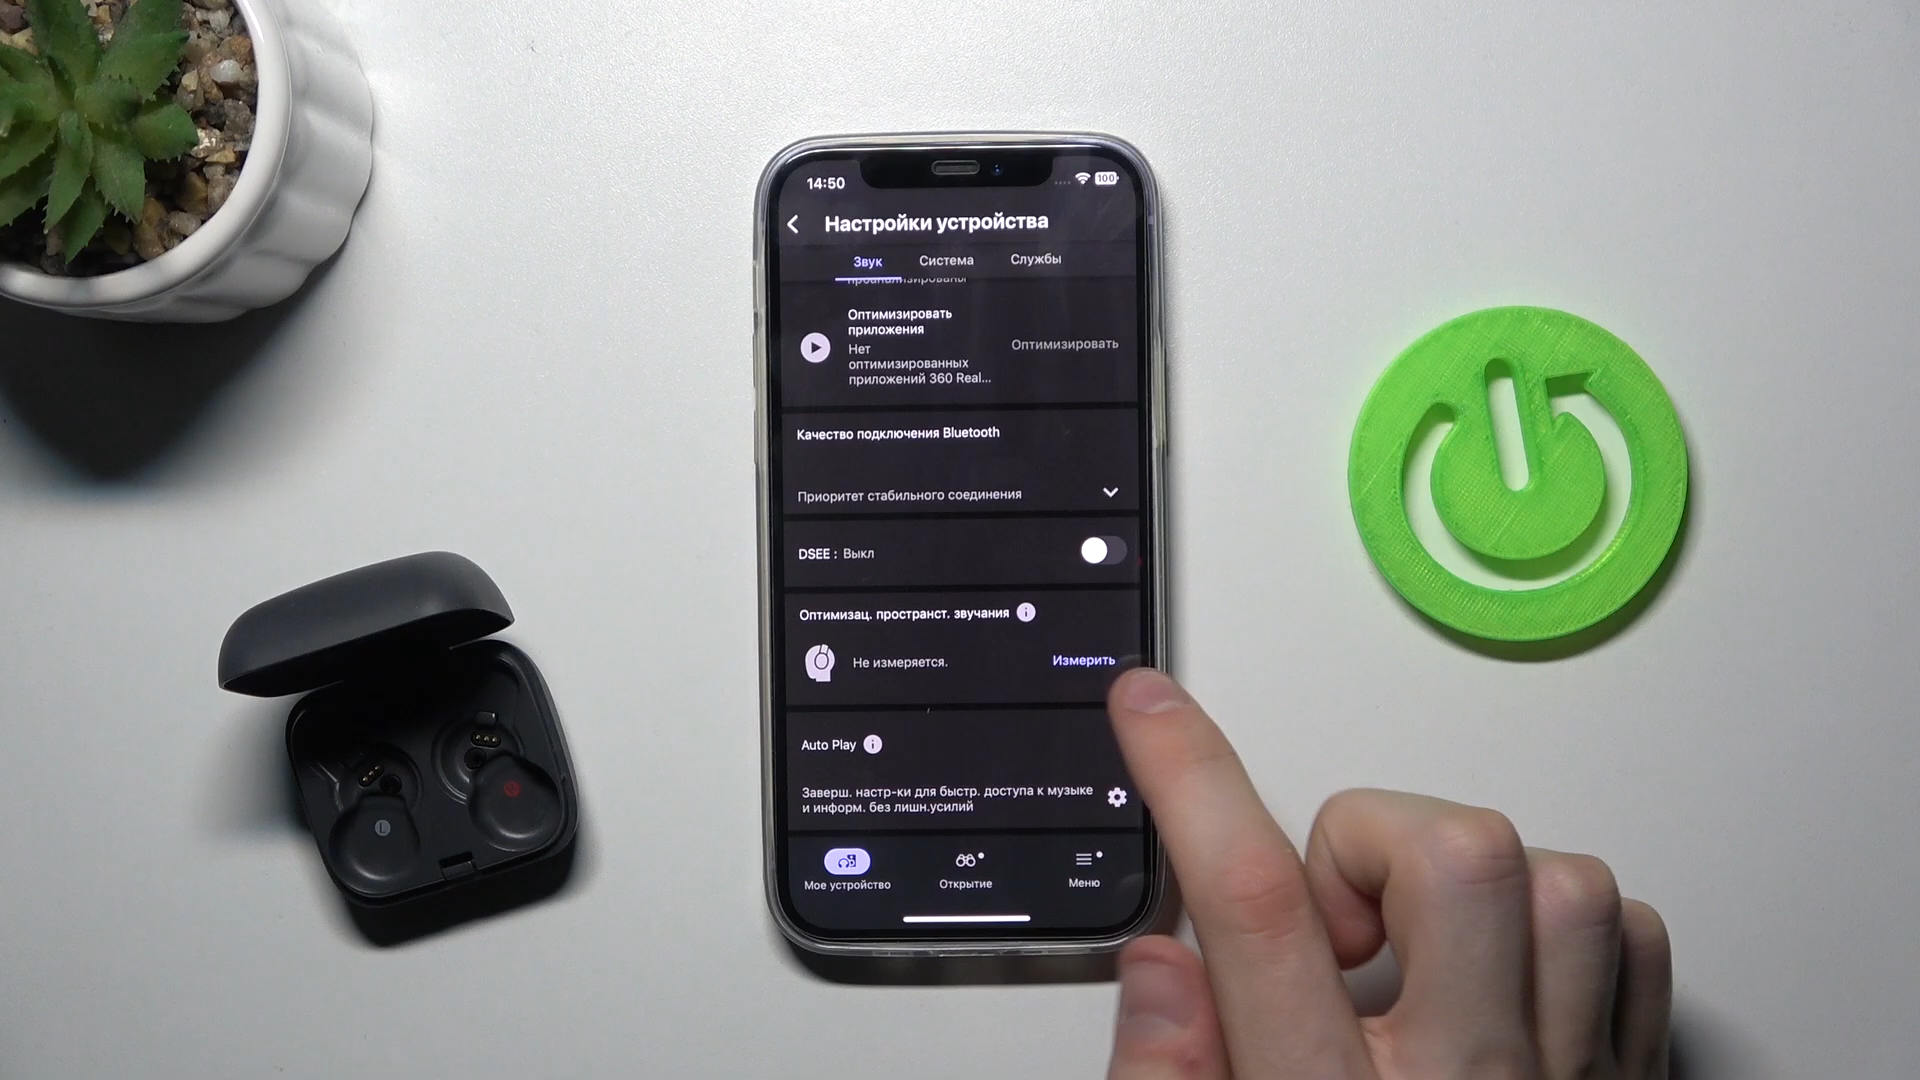 14:50
100
Настройки устройства
Звук Система Службы
проанализированы
Оптимизировать
приложения
Нет
оптимизированных
приложений 360 Real...
Оптимизировать
Качество подключения Bluetooth
Приоритет стабильного соединения
DSEE : Выкл
Оптимизац. пространст. звучания
Не измеряется.
Измерить
Auto Play
Заверш. настр-ки для быстр. доступа к музыке
и информ. без лишн.усилий
Мое устройство Открытие Меню
L